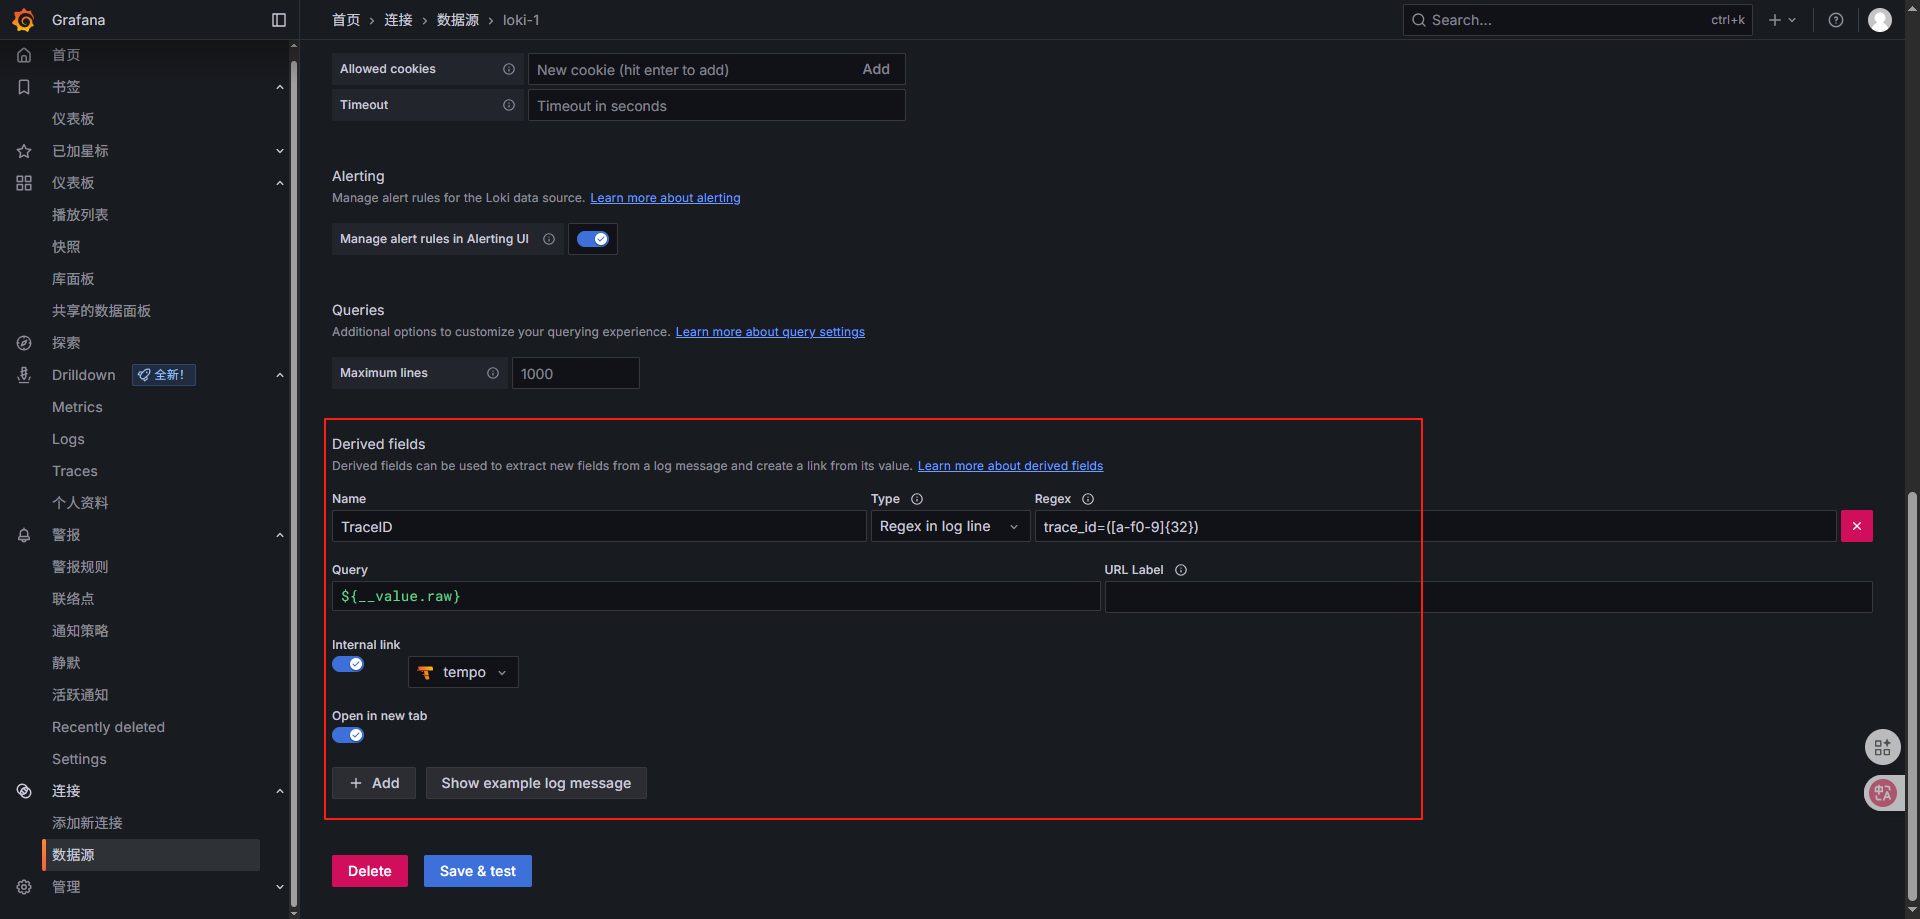 Grafana
首页 › 连接 › 数据源 › loki-1
Search...
ctrl+k
首页
书签
仪表板
已加星标
仪表板
播放列表
快照
库面板
共享的数据面板
探索
Drilldown
全新!
Metrics
Logs
Traces
个人资料
警报
警报规则
联络点
通知策略
静默
活跃通知
Recently deleted
Settings
连接
添加新连接
数据源
管理
Allowed cookies
New cookie (hit enter to add)
Add
Timeout
Timeout in seconds
Alerting
Manage alert rules for the Loki data source. Learn more about alerting
Manage alert rules in Alerting UI
Queries
Additional options to customize your querying experience. Learn more about query settings
Maximum lines
1000
Derived fields
Derived fields can be used to extract new fields from a log message and create a link from its value. Learn more about derived fields
Name
Type
Regex
TraceID
Regex in log line
trace_id=([a-f0-9]{32})
Query
URL Label
${__value.raw}
Internal link
tempo
Open in new tab
Add
Show example log message
Delete
Save & test
中A